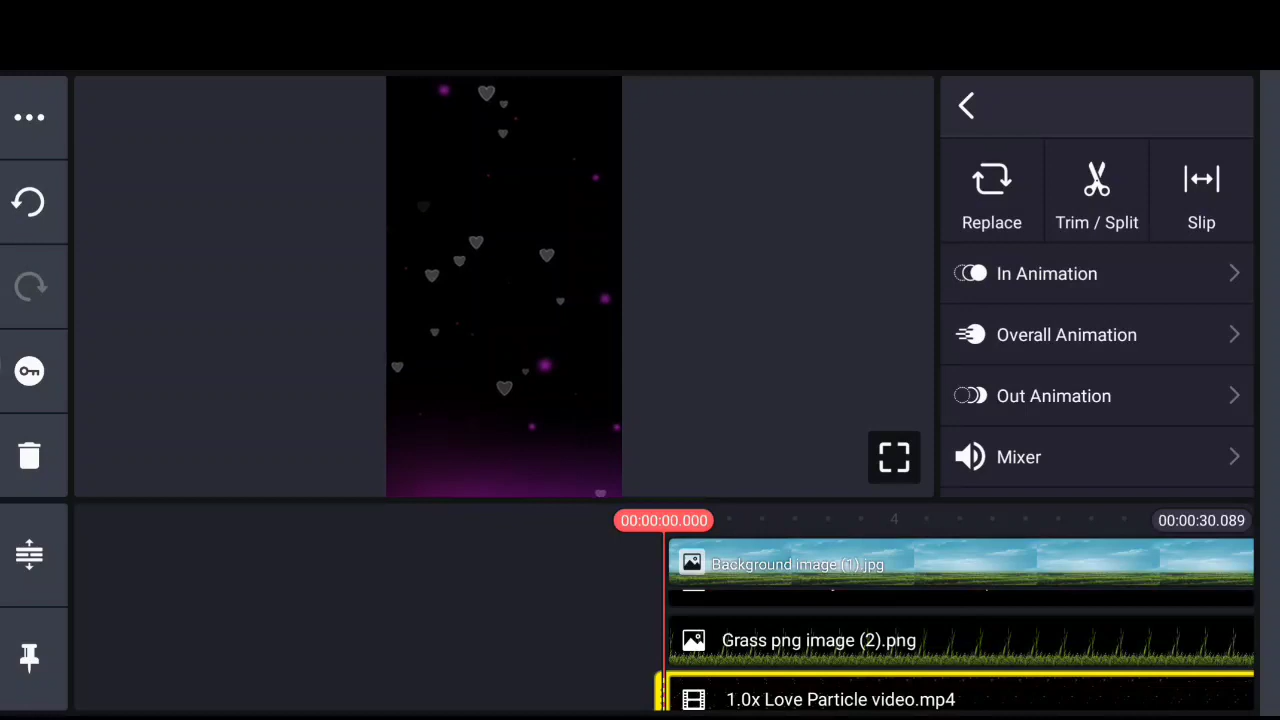 Replace
Trim / Split
Slip
In Animation
Overall Animation
Out Animation
Mixer
00:00:00.000
4
00:00:30.089
Background image (1).jpg
Grass png image (2).png
1.0x Love Particle video.mp4